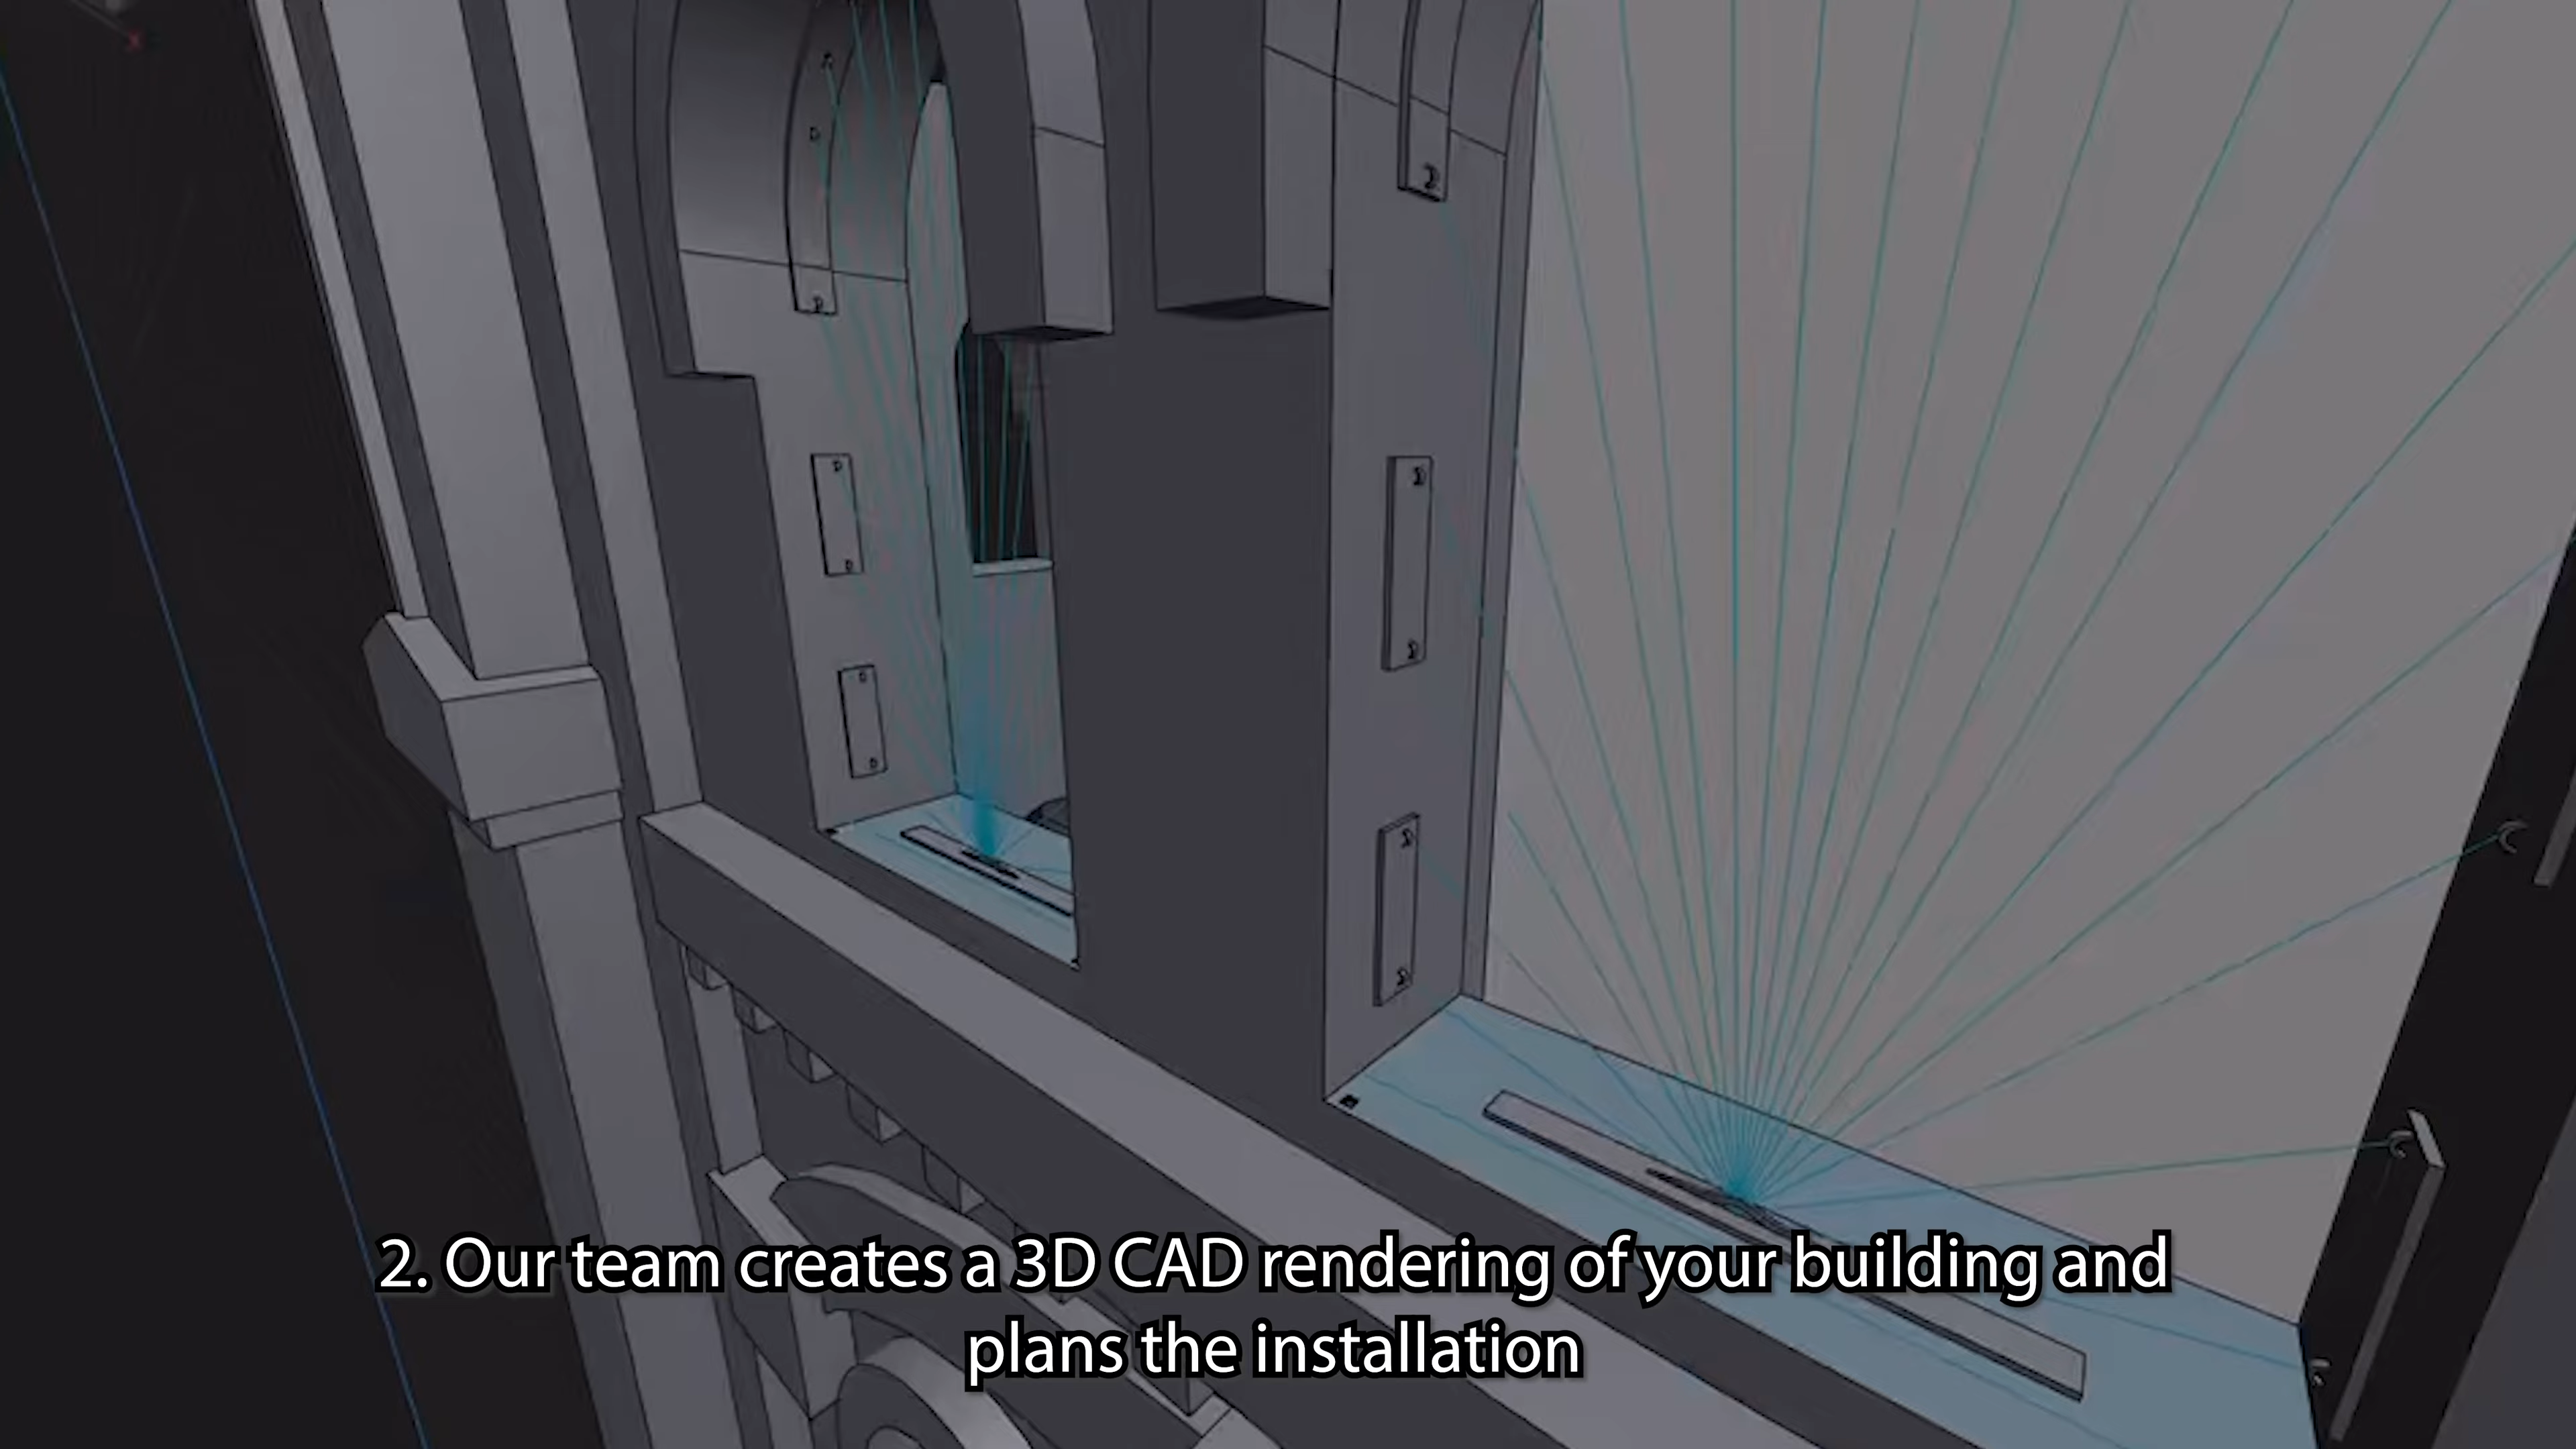 2. Our team creates a 3D CAD rendering of your building and
plans the installation